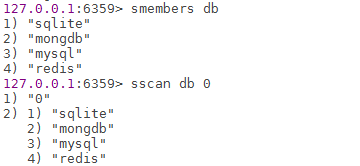 127.0.0.1:6359> smembers db
1) "sqlite"
2) "mongdb"
3) "mysql"
4) "redis"
127.0.0.1:6359> sscan db 0
1) "0"
2) 1) "sqlite"
   2) "mongdb"
   3) "mysql"
   4) "redis"